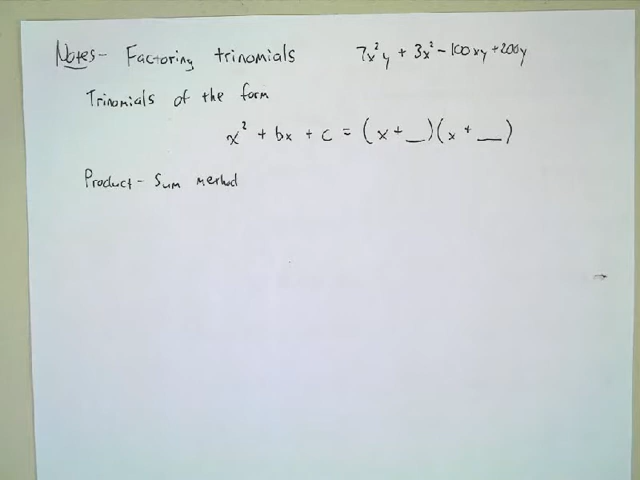 Notes- Factoring trinomials 7x²y + 3x² - 100xy + 200y
Trinomials of the form
x² + bx + c = (x + __)(x + __)
Product - Sum method